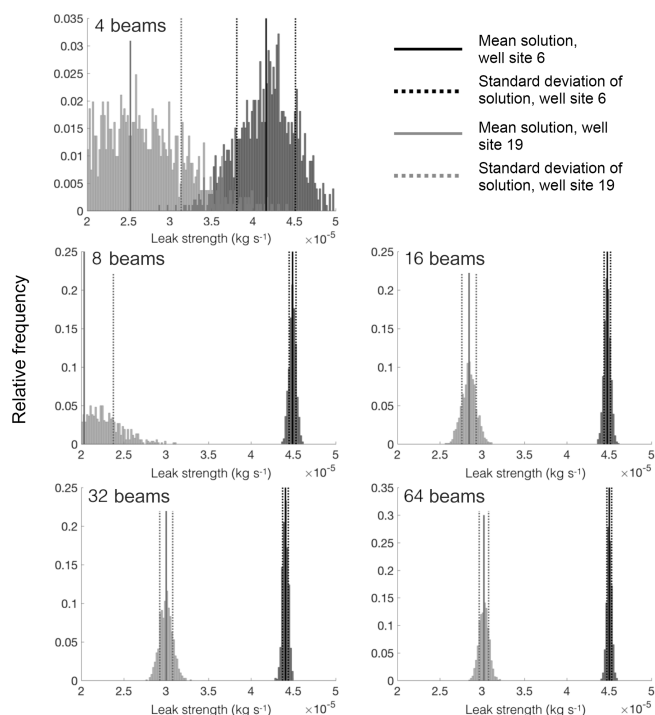 4 beams
0.035
0.03
0.025
0.02
0.015
0.01
0.005
0
2 2.5 3 3.5 4 4.5 5
Leak strength (kg s⁻¹) ×10⁻⁵
Mean solution,
well site 6
Standard deviation of
solution, well site 6
Mean solution, well
site 19
Standard deviation of
solution, well site 19
Relative frequency
8 beams
0.25
0.2
0.15
0.1
0.05
0
2 2.5 3 3.5 4 4.5 5
Leak strength (kg s⁻¹) ×10⁻⁵
16 beams
0.25
0.2
0.15
0.1
0.05
0
2 2.5 3 3.5 4 4.5 5
Leak strength (kg s⁻¹) ×10⁻⁵
32 beams
0.25
0.2
0.15
0.1
0.05
0
2 2.5 3 3.5 4 4.5 5
Leak strength (kg s⁻¹) ×10⁻⁵
64 beams
0.35
0.3
0.25
0.2
0.15
0.1
0.05
0
2 2.5 3 3.5 4 4.5 5
Leak strength (kg s⁻¹) ×10⁻⁵